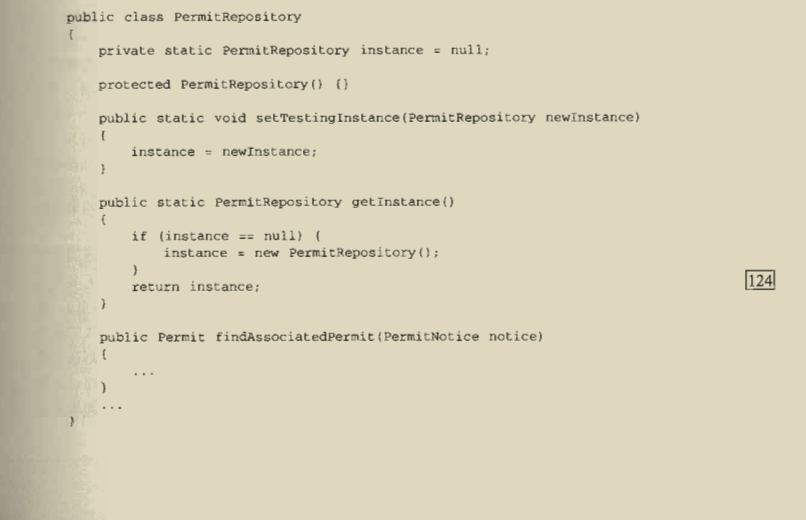 public class PermitRepository
{
    private static PermitRepository instance = null;

    protected PermitRepository() {}

    public static void setTestingInstance(PermitRepository newInstance)
    {
        instance = newInstance;
    }

    public static PermitRepository getInstance()
    {
        if (instance == null) {
            instance = new PermitRepository();
        }
        return instance;
    }
124

    public Permit findAssociatedPermit(PermitNotice notice)
    {
        ...
    }
    ...
}